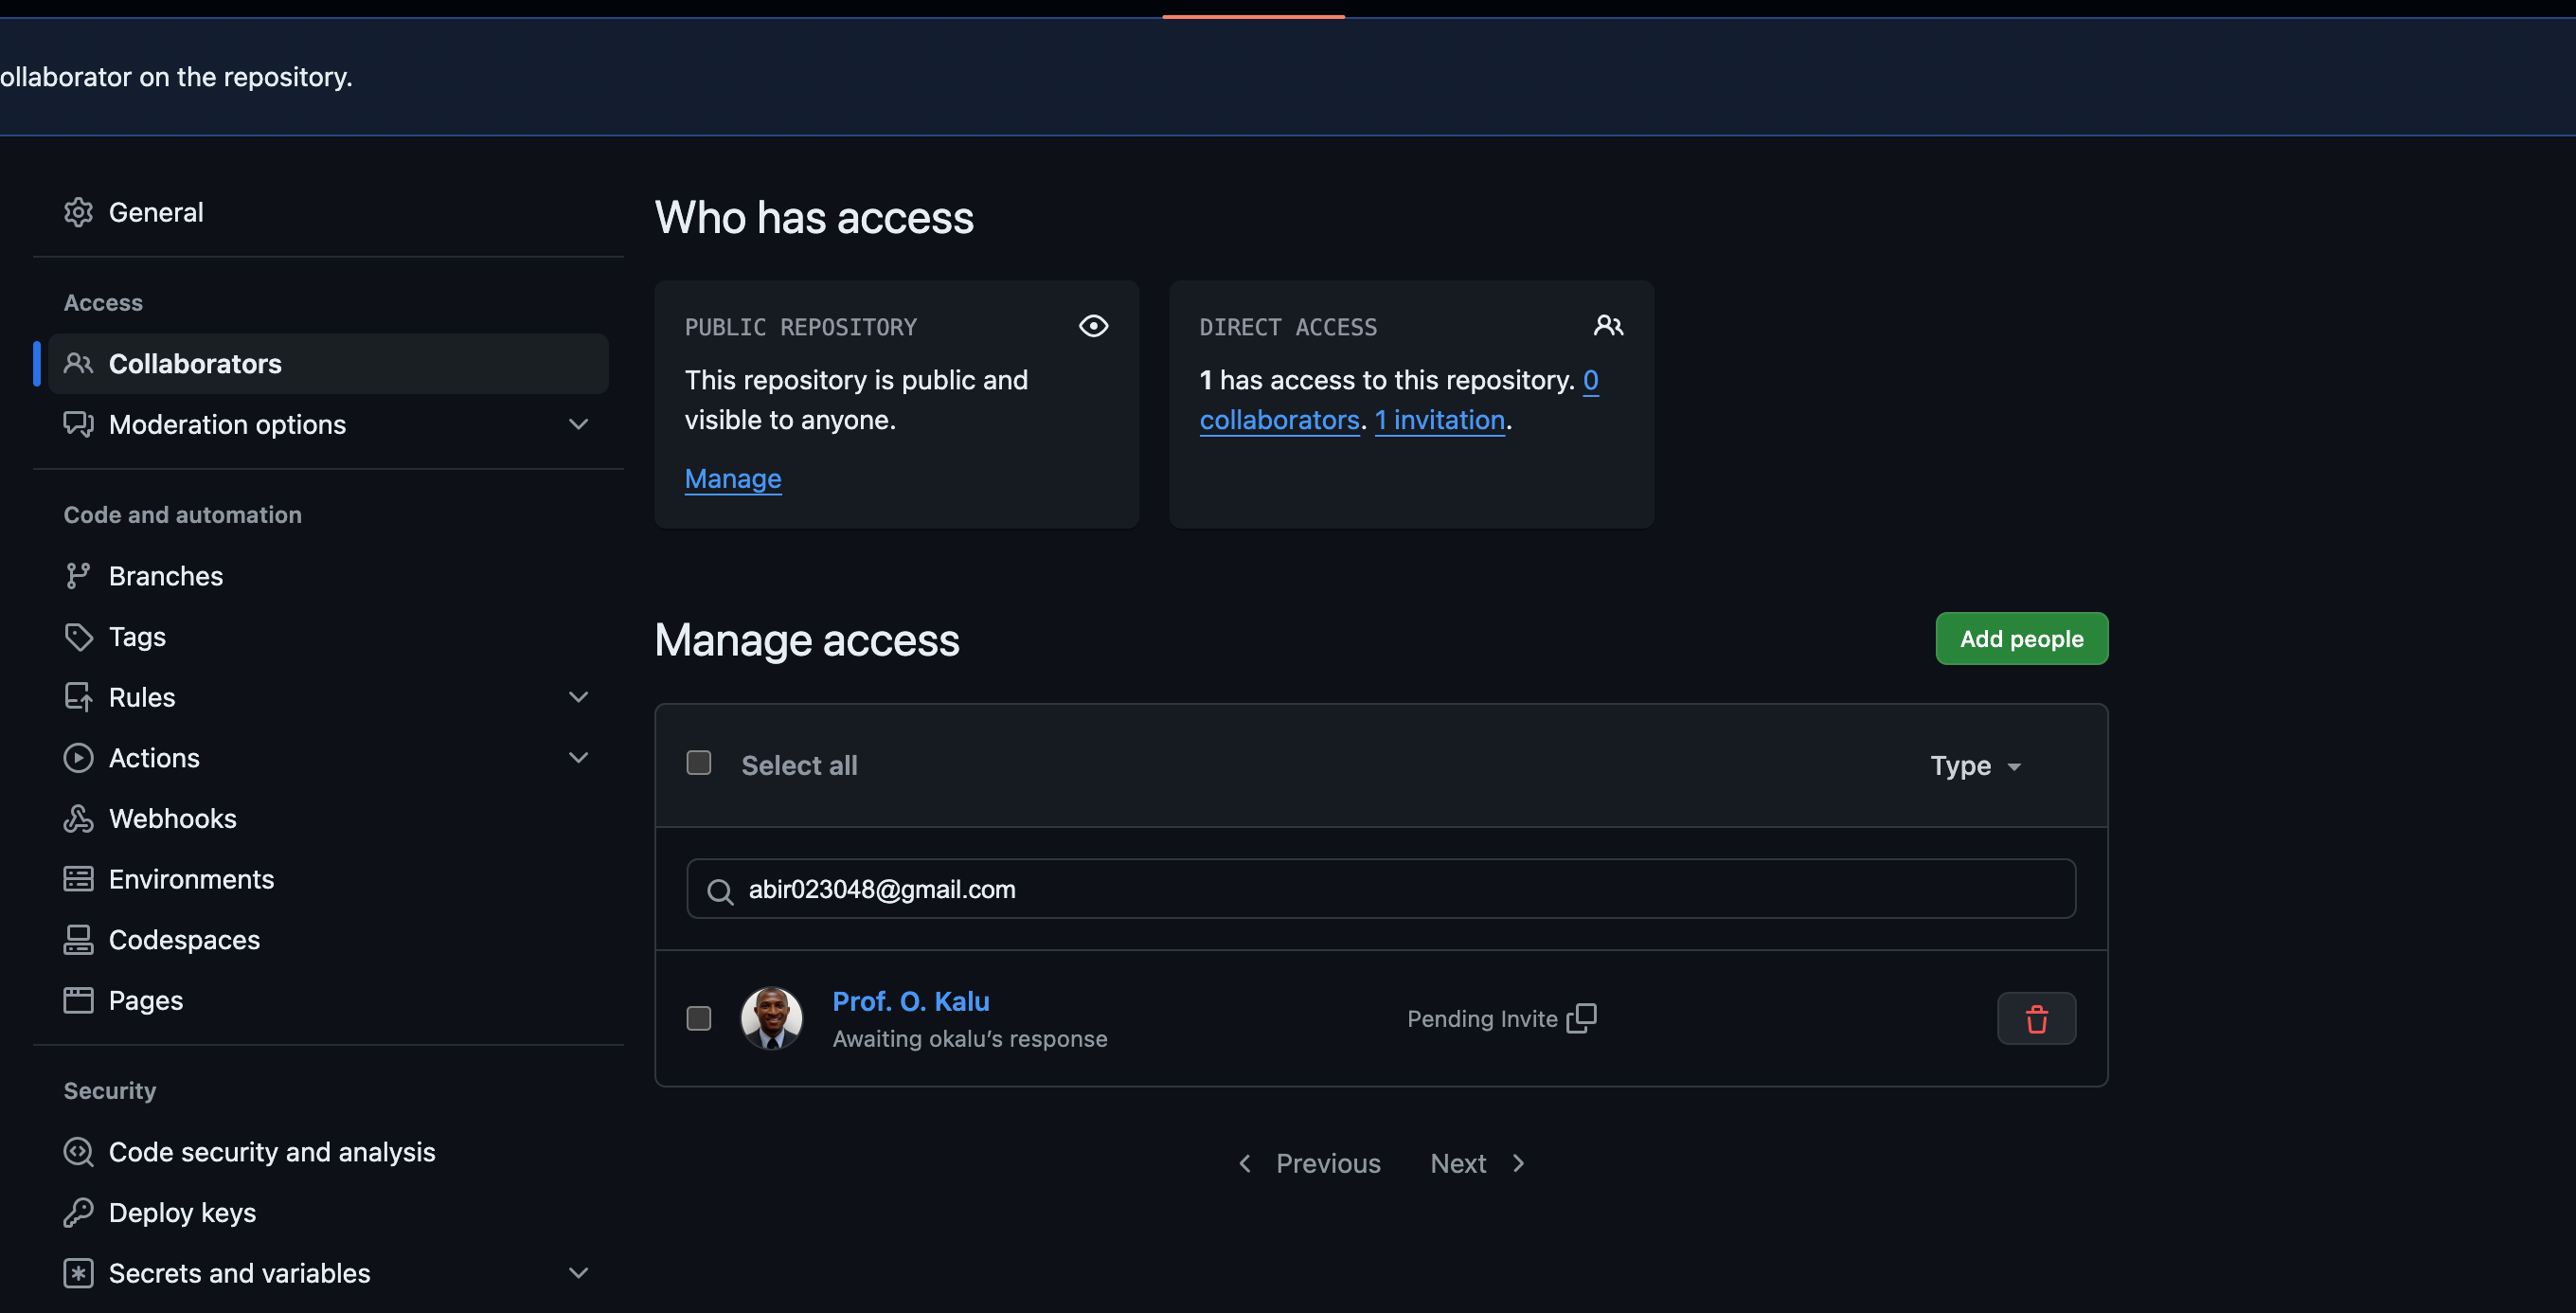 ollaborator on the repository.
General
Access
Collaborators
Moderation options
Code and automation
Branches
Tags
Rules
Actions
Webhooks
Environments
Codespaces
Pages
Security
Code security and analysis
Deploy keys
Secrets and variables
Who has access
PUBLIC REPOSITORY
This repository is public and
visible to anyone.
Manage
DIRECT ACCESS
1 has access to this repository. 0
collaborators. 1 invitation.
Manage access
Add people
Select all
Type
abir023048@gmail.com
Prof. O. Kalu
Awaiting okalu’s response
Pending Invite
Previous
Next